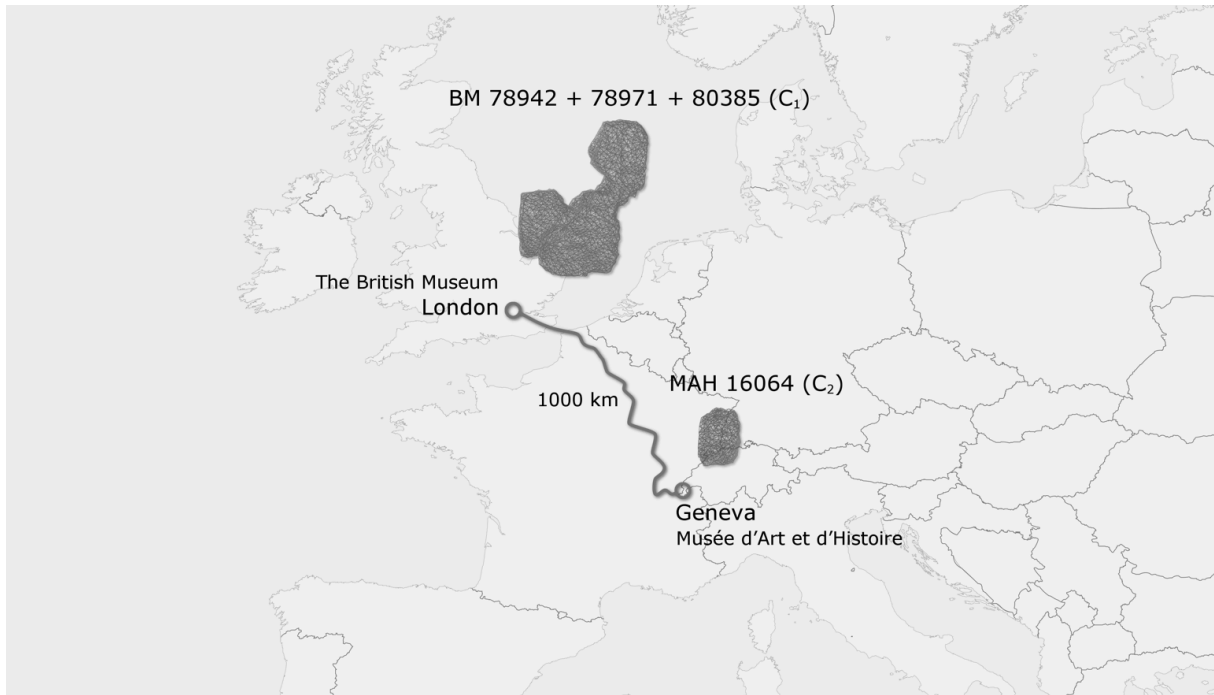 BM 78942 + 78971 + 80385 (C₁)
The British Museum
London
MAH 16064 (C₂)
1000 km
Geneva
Musée d’Art et d’Histoire